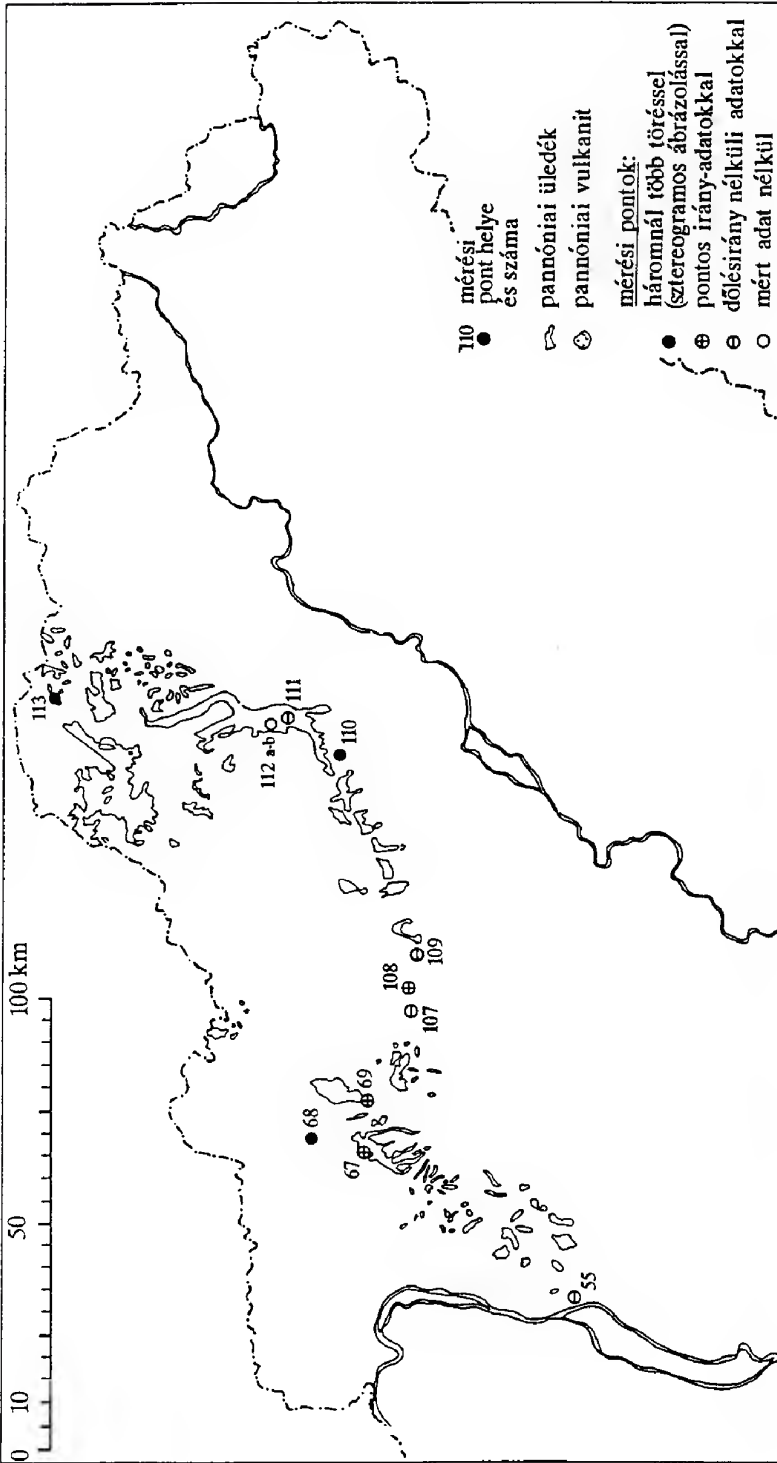 0 10 50 100 km
113
112 a-b
111
110
109
108
107
69
68
67
55
110 mérési
pont helye
és száma
pannóniai üledék
pannóniai vulkanit
mérési pontok:
háromnál több töréssel
(sztereogramos ábrázolással)
pontos irány-adatokkal
dőlésirány nélküli adatokkal
mért adat nélkül